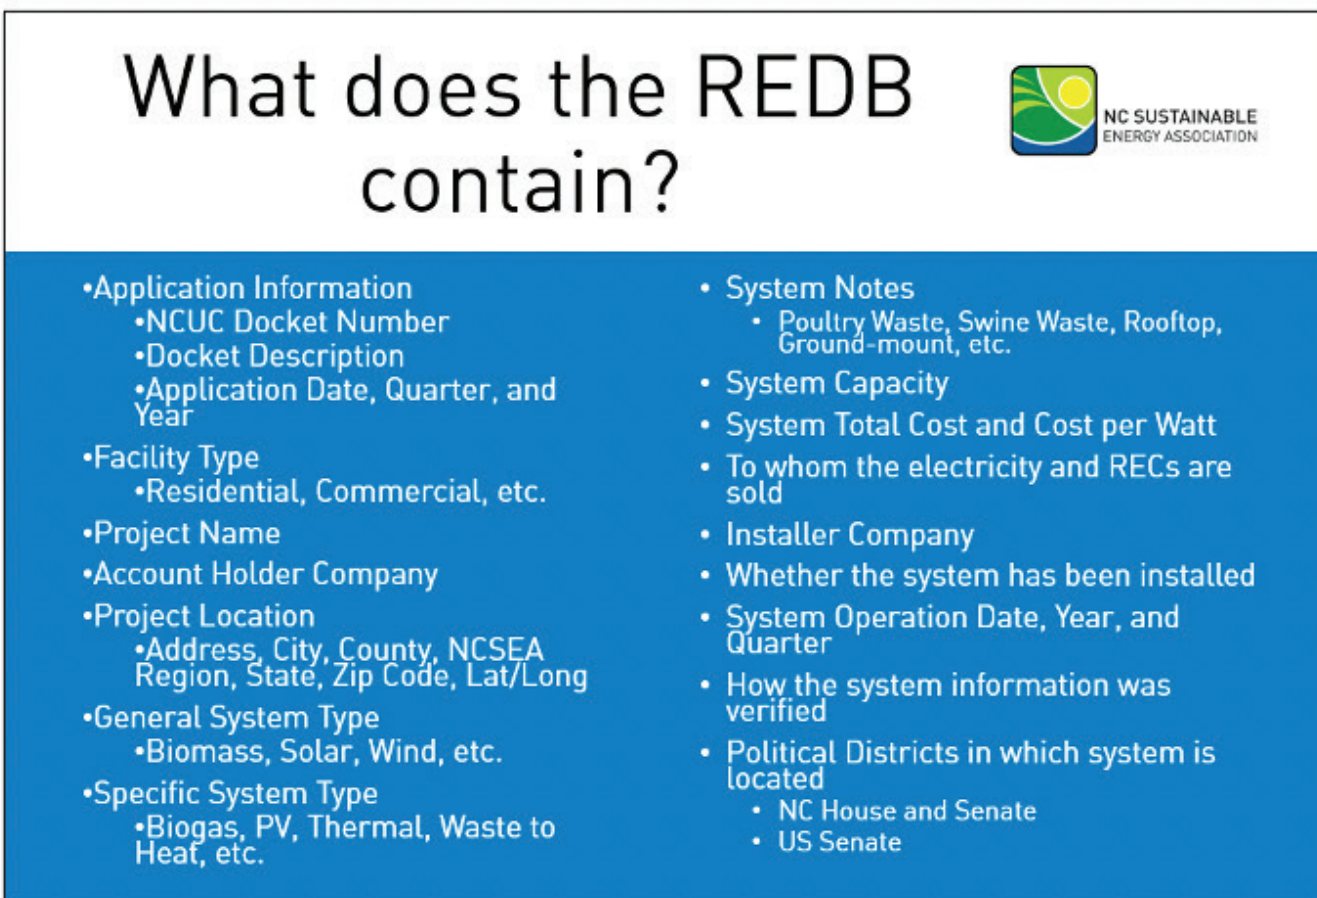 What does the REDB
contain?
NC SUSTAINABLE
ENERGY ASSOCIATION
•Application Information
•NCUC Docket Number
•Docket Description
•Application Date, Quarter, and
Year
•Facility Type
•Residential, Commercial, etc.
•Project Name
•Account Holder Company
•Project Location
•Address, City, County, NCSEA
Region, State, Zip Code, Lat/Long
•General System Type
•Biomass, Solar, Wind, etc.
•Specific System Type
•Biogas, PV, Thermal, Waste to
Heat, etc.
• System Notes
• Poultry Waste, Swine Waste, Rooftop,
Ground-mount, etc.
• System Capacity
• System Total Cost and Cost per Watt
• To whom the electricity and RECs are
sold
• Installer Company
• Whether the system has been installed
• System Operation Date, Year, and
Quarter
• How the system information was
verified
• Political Districts in which system is
located
• NC House and Senate
• US Senate